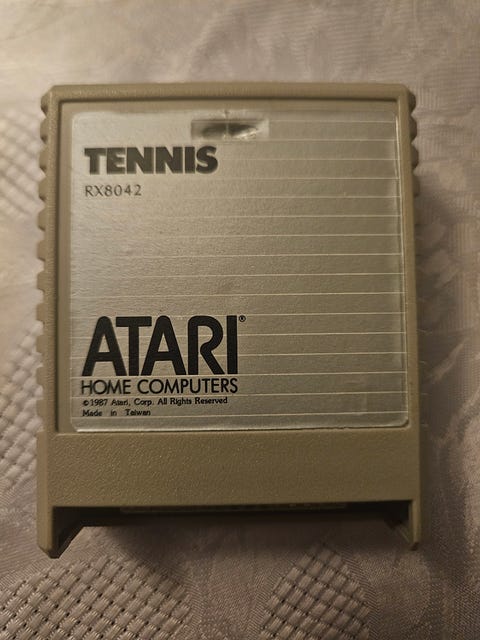 TENNIS
RX8042
ATARI®
HOME COMPUTERS
©1987 Atari, Corp. All Rights Reserved
Made in Taiwan